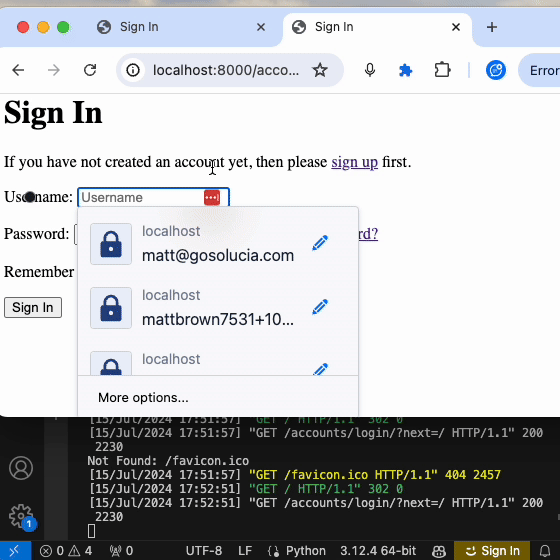 Sign In
Sign In
localhost:8000/acco...
Error
Sign In
If you have not created an account yet, then please sign up first.
Username:
Username
localhost
matt@gosolucia.com
Password:
rd?
localhost
mattbrown7531+10...
Remember
Sign In
localhost
More options...
[15/Jul/2024 17:51:57] "GET / HTTP/1.1" 302 0
[15/Jul/2024 17:51:57] "GET /accounts/login/?next=/ HTTP/1.1" 200
2230
Not Found: /favicon.ico
[15/Jul/2024 17:51:57] "GET /favicon.ico HTTP/1.1" 404 2457
[15/Jul/2024 17:52:51] "GET / HTTP/1.1" 302 0
[15/Jul/2024 17:52:51] "GET /accounts/login/?next=/ HTTP/1.1" 200
2230
1
0 4 0 UTF-8 LF {} Python 3.12.4 64-bit Sign In